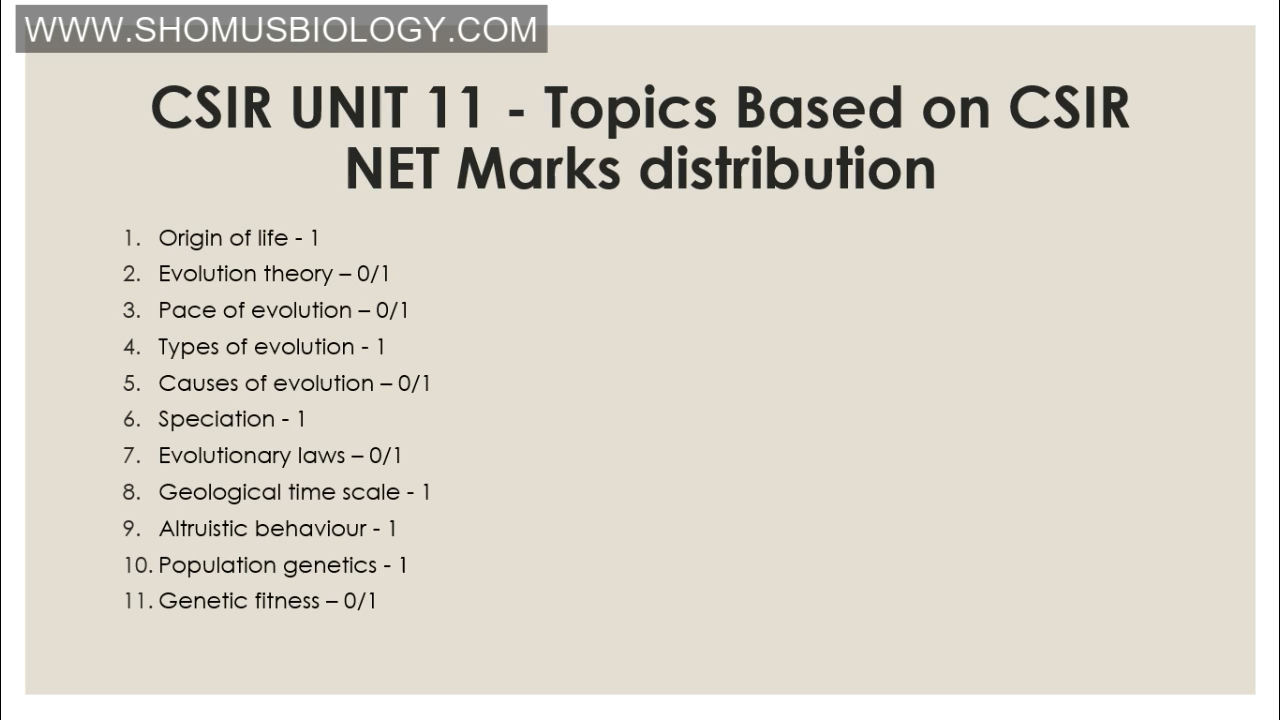 WWW.SHOMUSBIOLOGY.COM
CSIR UNIT 11 - Topics Based on CSIR
NET Marks distribution
1. Origin of life - 1
2. Evolution theory – 0/1
3. Pace of evolution – 0/1
4. Types of evolution - 1
5. Causes of evolution – 0/1
6. Speciation - 1
7. Evolutionary laws – 0/1
8. Geological time scale - 1
9. Altruistic behaviour - 1
10. Population genetics - 1
11. Genetic fitness – 0/1